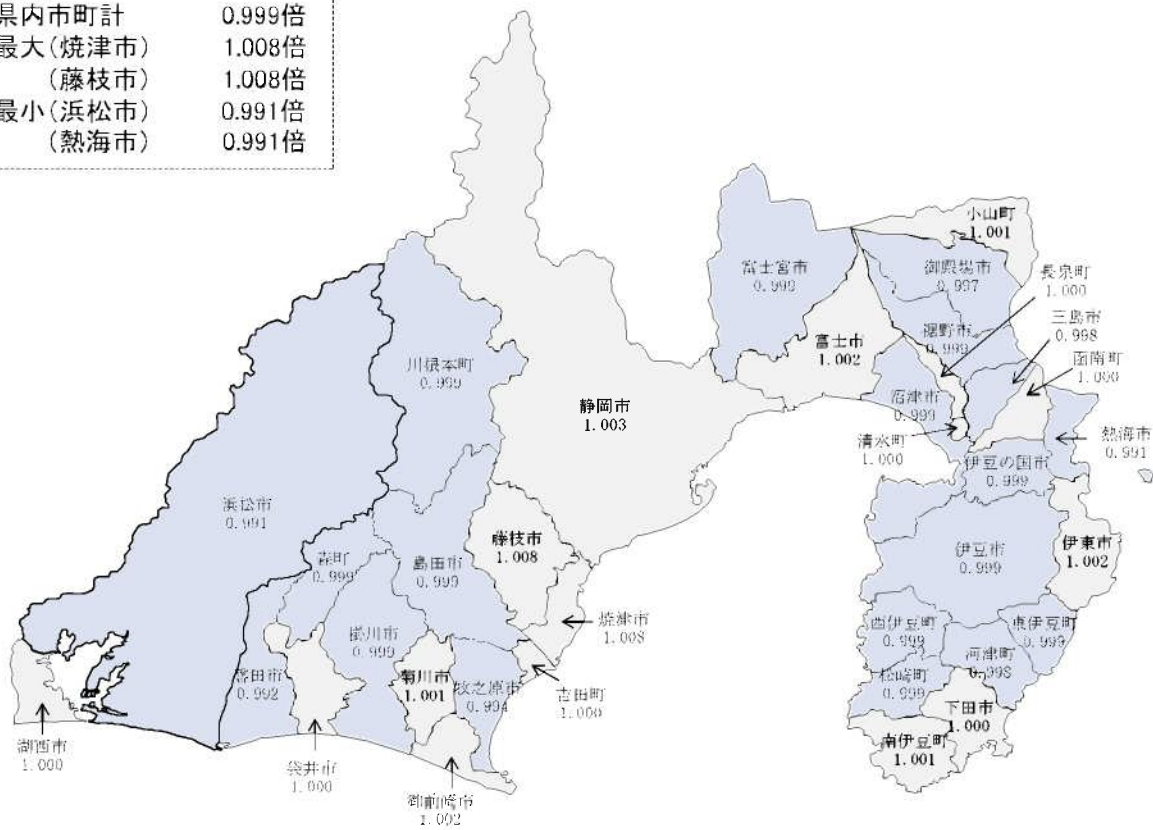 県内市町計 0.999倍
最大(焼津市) 1.008倍
(藤枝市) 1.008倍
最小(浜松市) 0.991倍
(熱海市) 0.991倍
小山町
1.001
富士宮市
0.999
御殿場市
0.997
長泉町
1.000
三島市
0.998
裾野市
0.999
富士市
1.002
函南町
1.000
川根本町
0.999
静岡市
1.003
沼津市
0.999
清水町
1.000
熱海市
0.991
伊豆の国市
0.999
浜松市
0.991
藤枝市
1.008
伊東市
1.002
伊豆市
0.999
森町
0.999
島田市
0.999
焼津市
1.008
西伊豆町
0.999
東伊豆町
0.999
掛川市
0.999
河津町
0.998
磐田市
0.992
菊川市
1.001
牧之原市
0.994
吉田町
1.000
松崎町
0.999
下田市
1.000
南伊豆町
1.001
湖西市
1.000
袋井市
1.000
御前崎市
1.002